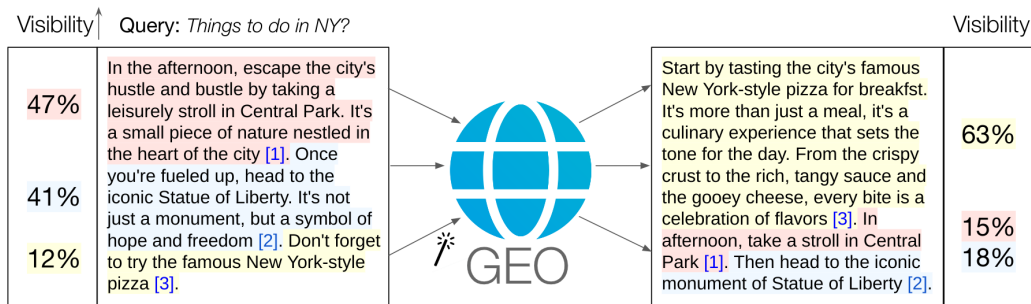 Visibility
Query: Things to do in NY?
47%
41%
12%
In the afternoon, escape the city's
hustle and bustle by taking a
leisurely stroll in Central Park. It's
a small piece of nature nestled in
the heart of the city [1]. Once
you're fueled up, head to the
iconic Statue of Liberty. It's not
just a monument, but a symbol of
hope and freedom [2]. Don't forget
to try the famous New York-style
pizza [3].
GEO
Start by tasting the city's famous
New York-style pizza for breakfst.
It's more than just a meal, it's a
culinary experience that sets the
tone for the day. From the crispy
crust to the rich, tangy sauce and
the gooey cheese, every bite is a
celebration of flavors [3]. In
afternoon, take a stroll in Central
Park [1]. Then head to the iconic
monument of Statue of Liberty [2].
Visibility
63%
15%
18%